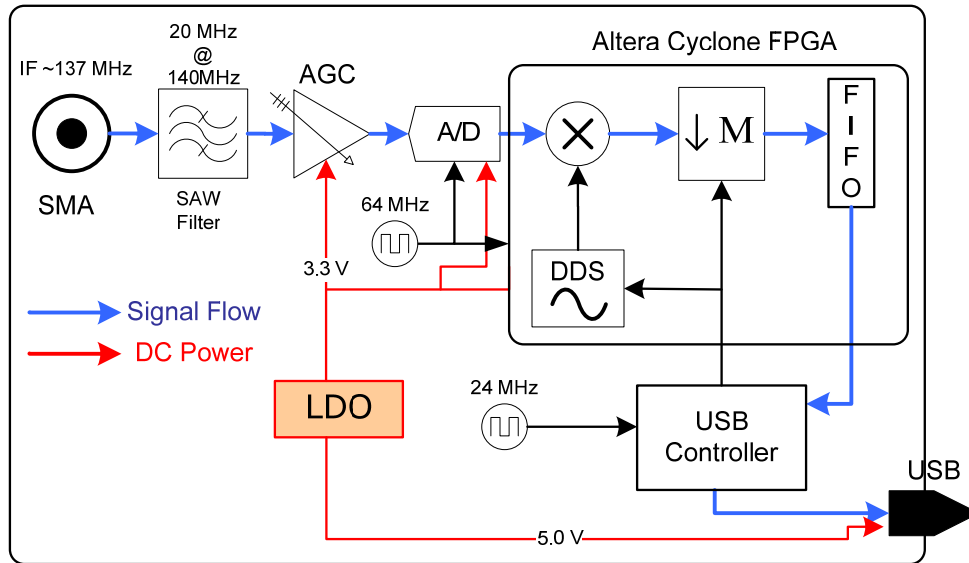 Altera Cyclone FPGA
20 MHz
@
140MHz
IF ~137 MHz
AGC
SMA
SAW
Filter
A/D
64 MHz
↓ M
F
I
F
O
DDS
3.3 V
Signal Flow
DC Power
LDO
24 MHz
USB
Controller
USB
5.0 V